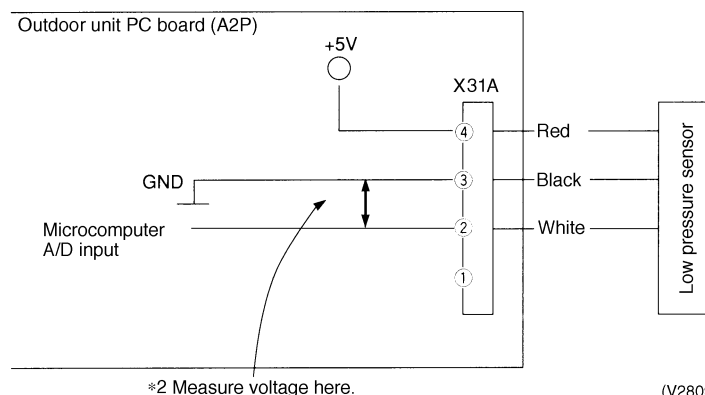 Outdoor unit PC board (A2P)
+5V
X31A
4
Red
GND
3
Black
Microcomputer
A/D input
2
White
1
Low pressure sensor
*2 Measure voltage here.